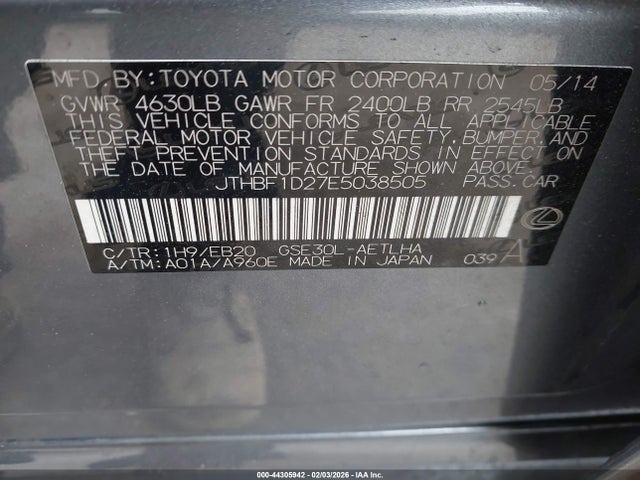 MFD BY: TOYOTA MOTOR CORPORATION 05/14
GVWR 4630LB GAWR FR 2400LB RR 2545LB
THIS VEHICLE CONFORMS TO ALL APPLICABLE
FEDERAL MOTOR VEHICLE SAFETY, BUMPER, AND
THEFT PREVENTION STANDARDS IN EFFECT ON
THE DATE OF MANUFACTURE SHOWN ABOVE.
JTHBF1D27E5038505 PASS.CAR
C/TR: 1H9/EB20 GSE30L-AETLHA
A/TM: A01A/A960E MADE IN JAPAN 039 A
000-44305942 - 02/03/2026 - IAA Inc.